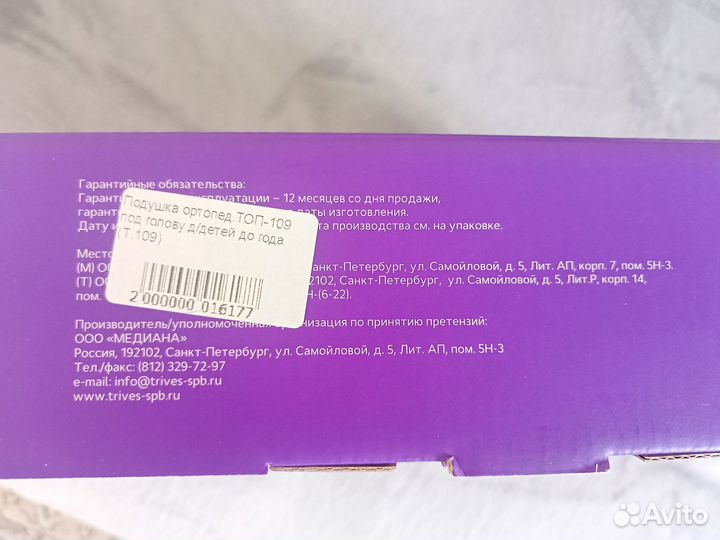 Гарантийные обязательства:
эксплуатации – 12 месяцев со дня продажи,
даты изготовления.
Дату производства см. на упаковке.
Подушка ортопед.ТОП-109
под голову д/детей до года
(Т.109)
2 000000 016177
Место
(М) ООО Санкт-Петербург, ул. Самойловой, д. 5, Лит. АП, корп. 7, пом. 5Н-3.
(Т) ООО 192102, Санкт-Петербург, ул. Самойловой, д. 5, Лит.Р, корп. 14,
пом. Н-(6-22).
Производитель/уполномоченная организация по принятию претензий:
ООО «МЕДИАНА»
Россия, 192102, Санкт-Петербург, ул. Самойловой, д. 5, Лит. АП, пом. 5Н-3
Тел./факс: (812) 329-72-97
e-mail: info@trives-spb.ru
www.trives-spb.ru
Avito